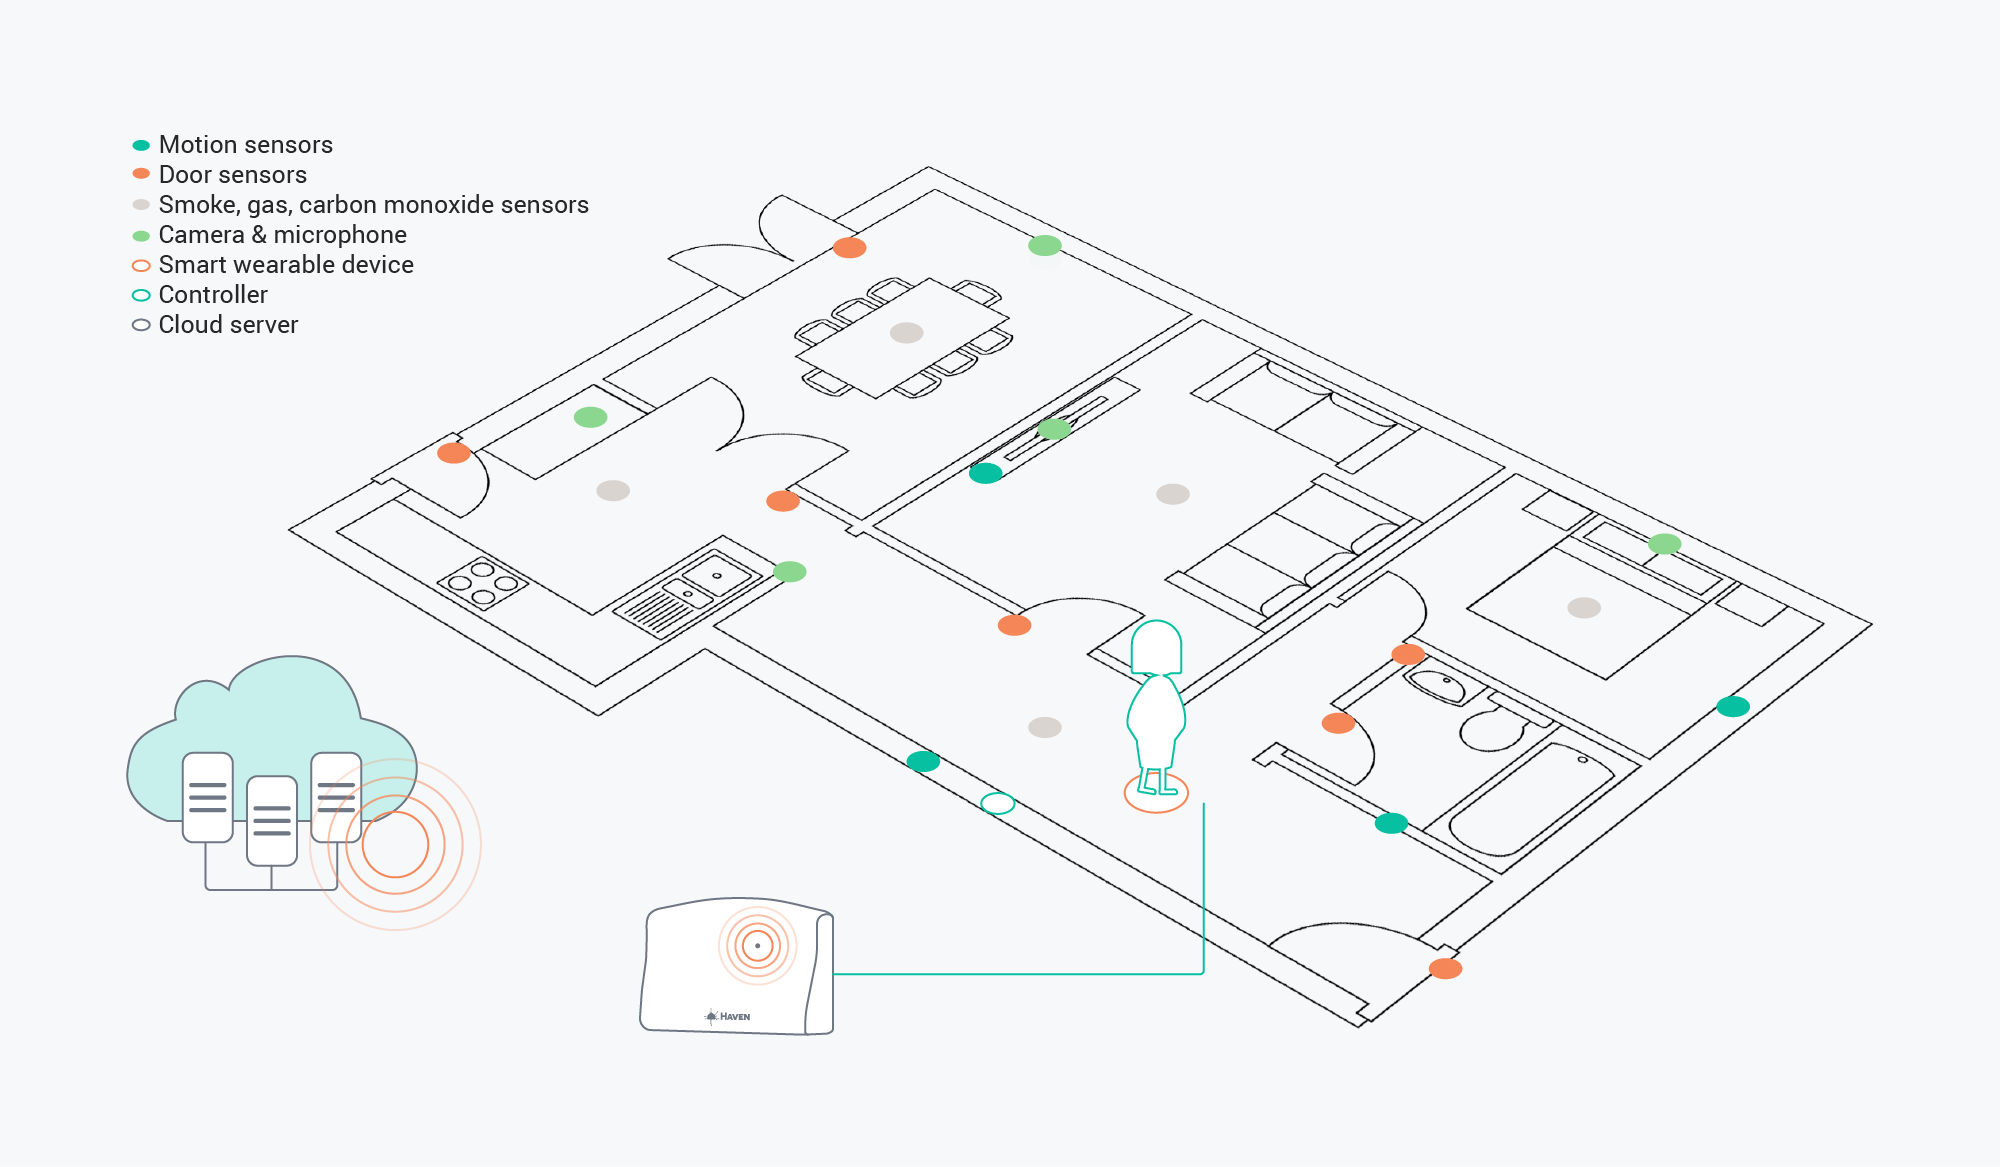 Motion sensors
Door sensors
Smoke, gas, carbon monoxide sensors
Camera & microphone
Smart wearable device
Controller
Cloud server
HAVEN